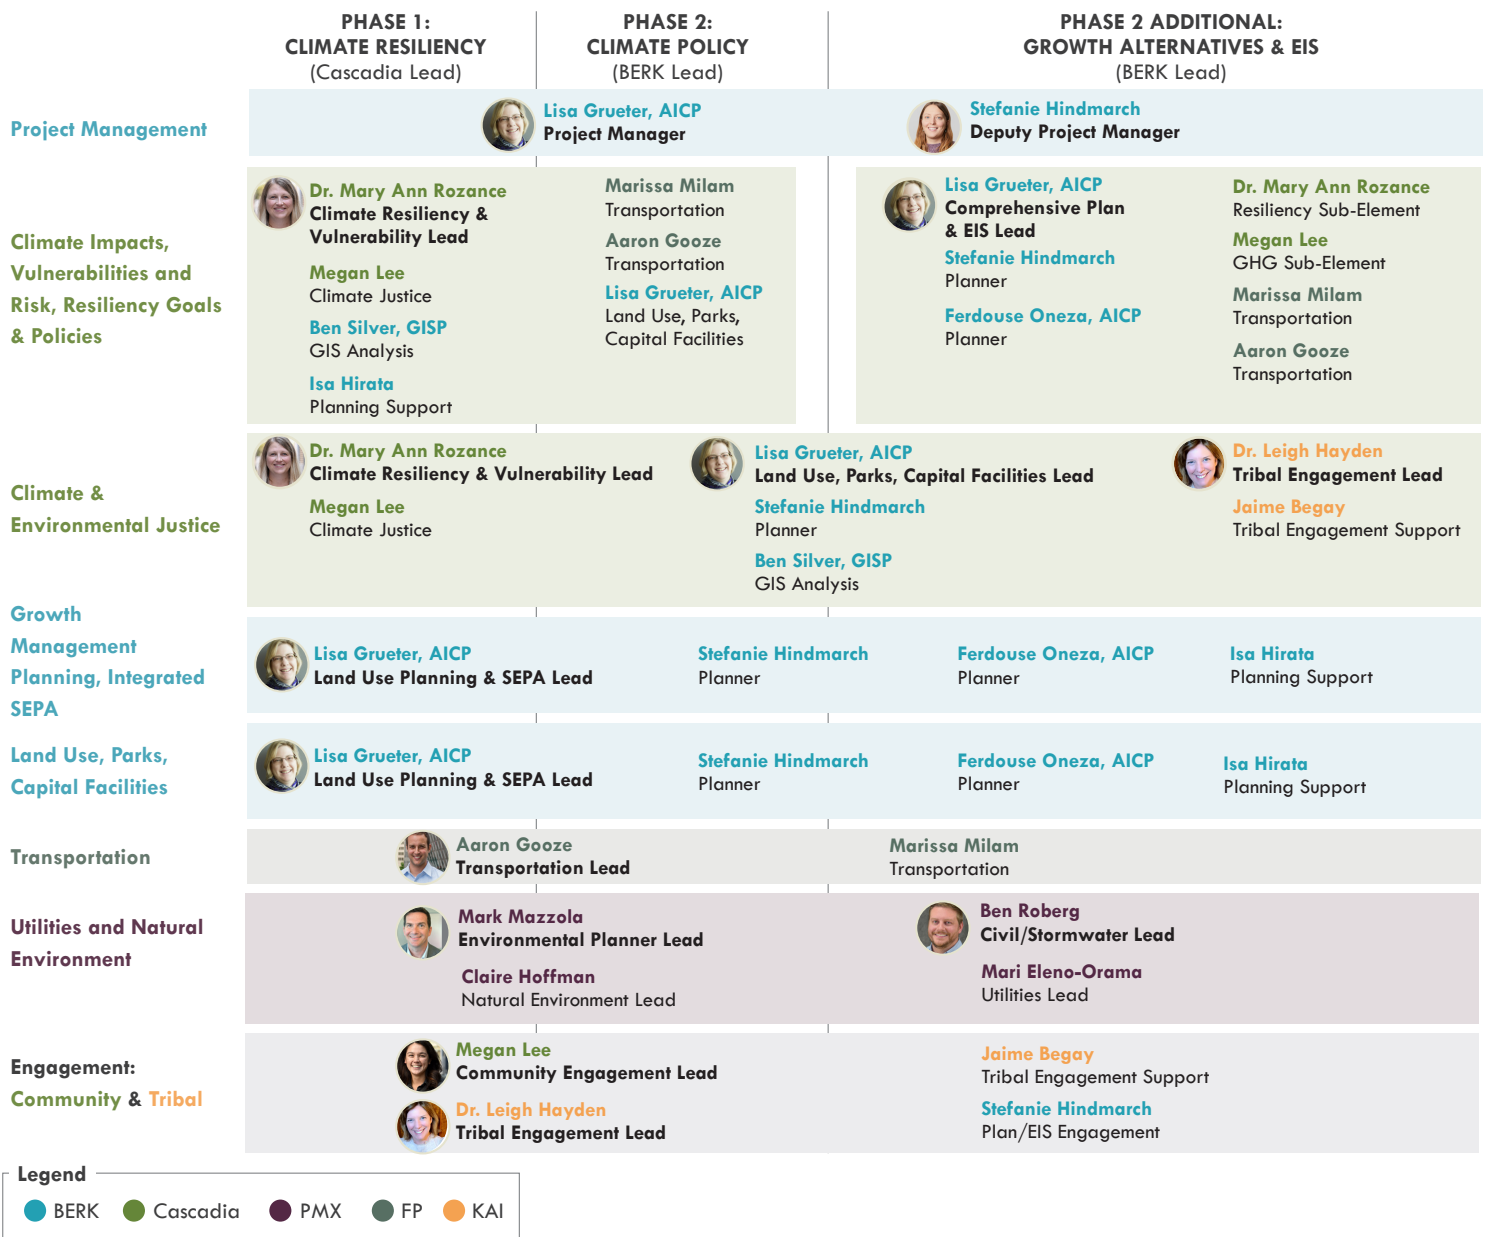 PHASE 1:
CLIMATE RESILIENCY
(Cascadia Lead)
PHASE 2:
CLIMATE POLICY
(BERK Lead)
PHASE 2 ADDITIONAL:
GROWTH ALTERNATIVES & EIS
(BERK Lead)
Project Management
Lisa Grueter, AICP
Project Manager
Stefanie Hindmarch
Deputy Project Manager
Climate Impacts,
Vulnerabilities and
Risk, Resiliency Goals
& Policies
Dr. Mary Ann Rozance
Climate Resiliency &
Vulnerability Lead
Megan Lee
Climate Justice
Ben Silver, GISP
GIS Analysis
Isa Hirata
Planning Support
Marissa Milam
Transportation
Aaron Gooze
Transportation
Lisa Grueter, AICP
Land Use, Parks,
Capital Facilities
Lisa Grueter, AICP
Comprehensive Plan
& EIS Lead
Stefanie Hindmarch
Planner
Ferdouse Oneza, AICP
Planner
Dr. Mary Ann Rozance
Resiliency Sub-Element
Megan Lee
GHG Sub-Element
Marissa Milam
Transportation
Aaron Gooze
Transportation
Climate &
Environmental Justice
Dr. Mary Ann Rozance
Climate Resiliency & Vulnerability Lead
Megan Lee
Climate Justice
Lisa Grueter, AICP
Land Use, Parks, Capital Facilities Lead
Stefanie Hindmarch
Planner
Ben Silver, GISP
GIS Analysis
Dr. Leigh Hayden
Tribal Engagement Lead
Jaime Begay
Tribal Engagement Support
Growth
Management
Planning, Integrated
SEPA
Lisa Grueter, AICP
Land Use Planning & SEPA Lead
Stefanie Hindmarch
Planner
Ferdouse Oneza, AICP
Planner
Isa Hirata
Planning Support
Land Use, Parks,
Capital Facilities
Lisa Grueter, AICP
Land Use Planning & SEPA Lead
Stefanie Hindmarch
Planner
Ferdouse Oneza, AICP
Planner
Isa Hirata
Planning Support
Transportation
Aaron Gooze
Transportation Lead
Marissa Milam
Transportation
Utilities and Natural
Environment
Mark Mazzola
Environmental Planner Lead
Claire Hoffman
Natural Environment Lead
Ben Roberg
Civil/Stormwater Lead
Mari Eleno-Orama
Utilities Lead
Engagement:
Community & Tribal
Megan Lee
Community Engagement Lead
Dr. Leigh Hayden
Tribal Engagement Lead
Jaime Begay
Tribal Engagement Support
Stefanie Hindmarch
Plan/EIS Engagement
Legend
BERK Cascadia PMX FP KAI